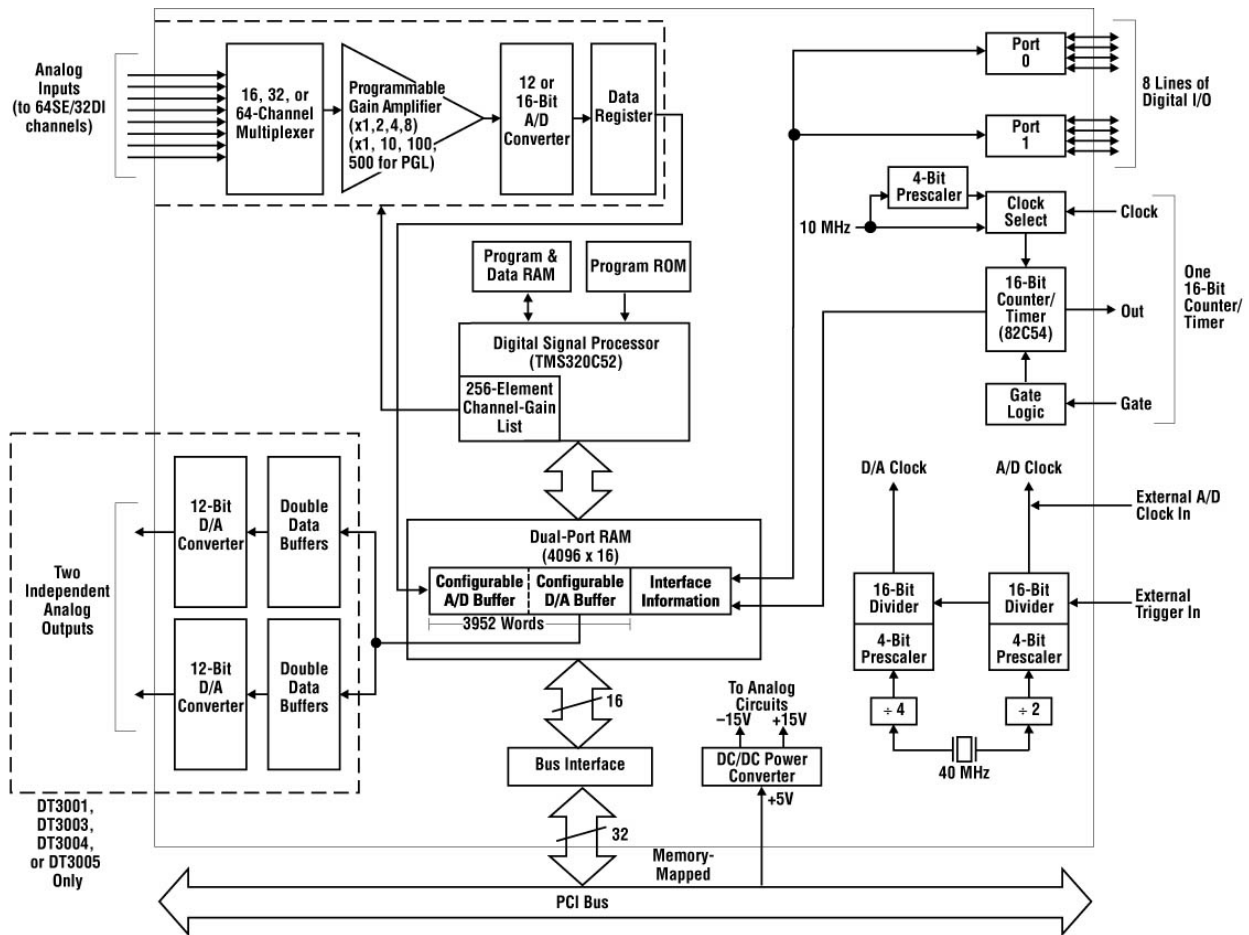 Analog
Inputs
(to 64SE/32DI
channels)
16, 32, or
64-Channel
Multiplexer
Programmable
Gain Amplifier
(x1,2,4,8)
(x1, 10, 100,
500 for PGL)
12 or
16-Bit
A/D
Converter
Data
Register
Port
0
Port
1
8 Lines of
Digital I/O
4-Bit
Prescaler
10 MHz
Clock
Select
Clock
16-Bit
Counter/
Timer
(82C54)
Out
Gate
Logic
Gate
One
16-Bit
Counter/
Timer
Program &
Data RAM
Program ROM
Digital Signal Processor
(TMS320C52)
256-Element
Channel-Gain
List
Two
Independent
Analog
Outputs
12-Bit
D/A
Converter
Double
Data
Buffers
12-Bit
D/A
Converter
Double
Data
Buffers
DT3001,
DT3003,
DT3004,
or DT3005
Only
Dual-Port RAM
(4096 x 16)
Configurable
A/D Buffer
Configurable
D/A Buffer
Interface
Information
3952 Words
16
Bus Interface
32
D/A Clock
A/D Clock
External A/D
Clock In
16-Bit
Divider
4-Bit
Prescaler
16-Bit
Divider
4-Bit
Prescaler
External
Trigger In
÷ 4
÷ 2
40 MHz
To Analog
Circuits
–15V
+15V
DC/DC Power
Converter
+5V
Memory-
Mapped
PCI Bus